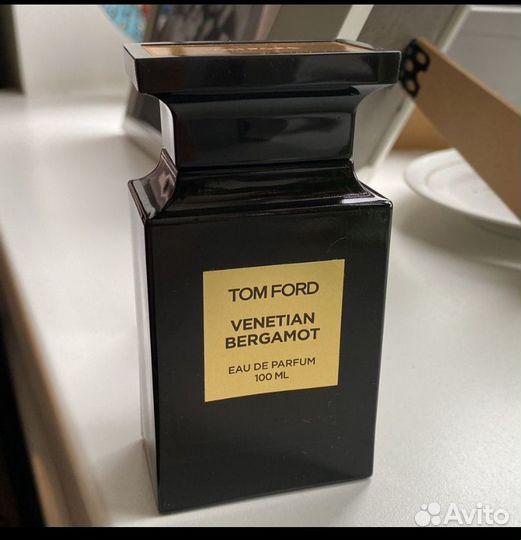 TOM FORD
VENETIAN
BERGAMOT
EAU DE PARFUM
100 ML
Avito